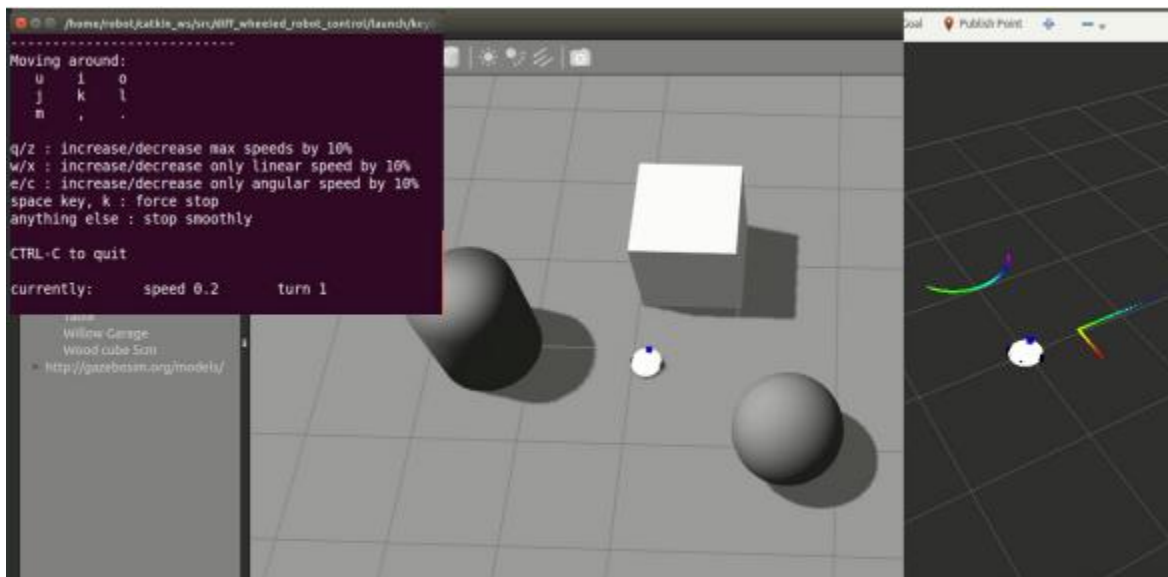 /home/robot/catkin_ws/src/diff_wheeled_robot_control/launch/key
---------------------------
Moving around:
u i o
j k l
m , .
q/z : increase/decrease max speeds by 10%
w/x : increase/decrease only linear speed by 10%
e/c : increase/decrease only angular speed by 10%
space key, k : force stop
anything else : stop smoothly
CTRL-C to quit
currently: speed 0.2 turn 1
Table
Willow Garage
Wood cube 5cm
http://gazebosim.org/models/
Publish Point